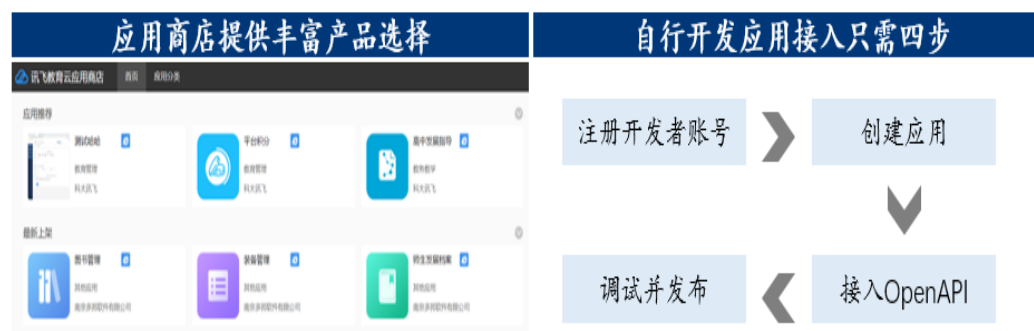 应用商店提供丰富产品选择
讯飞教育云应用商店 首页 应用分类
应用推荐
测试哈哈 平台积分 高中发展指导
教育管理 教育管理 教务教学
科大讯飞 科大讯飞 科大讯飞
最新上架
图书管理 装备管理 师生发展档案
其他应用 其他应用 其他应用
南京多邦软件有限公司 南京多邦软件有限公司 南京多邦软件有限公司
自行开发应用接入只需四步
注册开发者账号
创建应用
接入OpenAPI
调试并发布